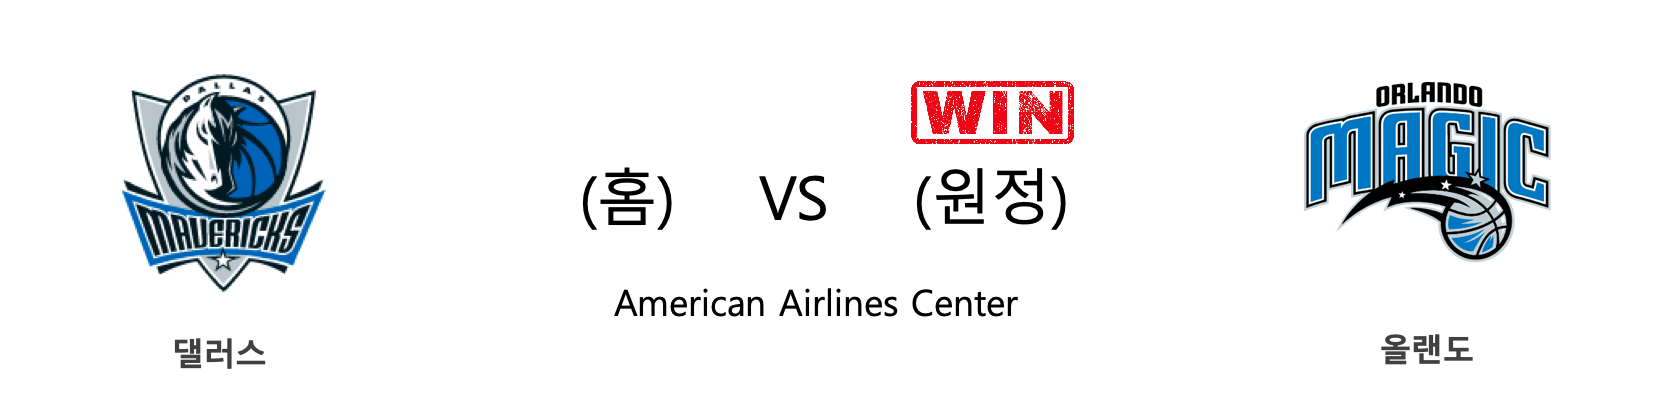 DALLAS
MAVERICKS
댈러스
WIN
(홈) VS (원정)
American Airlines Center
ORLANDO
MAGIC
올랜도